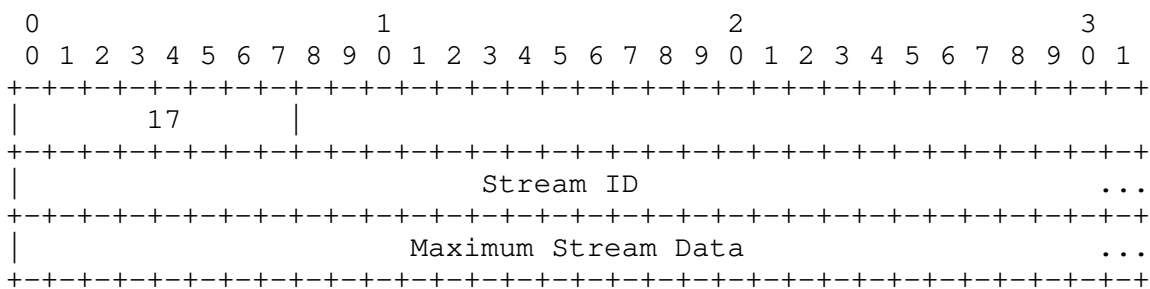 0                   1                   2                   3
 0 1 2 3 4 5 6 7 8 9 0 1 2 3 4 5 6 7 8 9 0 1 2 3 4 5 6 7 8 9 0 1
+-+-+-+-+-+-+-+-+-+-+-+-+-+-+-+-+-+-+-+-+-+-+-+-+-+-+-+-+-+-+-+-+
|       17      |
+-+-+-+-+-+-+-+-+-+-+-+-+-+-+-+-+-+-+-+-+-+-+-+-+-+-+-+-+-+-+-+-+
|                          Stream ID                          ...
+-+-+-+-+-+-+-+-+-+-+-+-+-+-+-+-+-+-+-+-+-+-+-+-+-+-+-+-+-+-+-+-+
|                      Maximum Stream Data                    ...
+-+-+-+-+-+-+-+-+-+-+-+-+-+-+-+-+-+-+-+-+-+-+-+-+-+-+-+-+-+-+-+-+